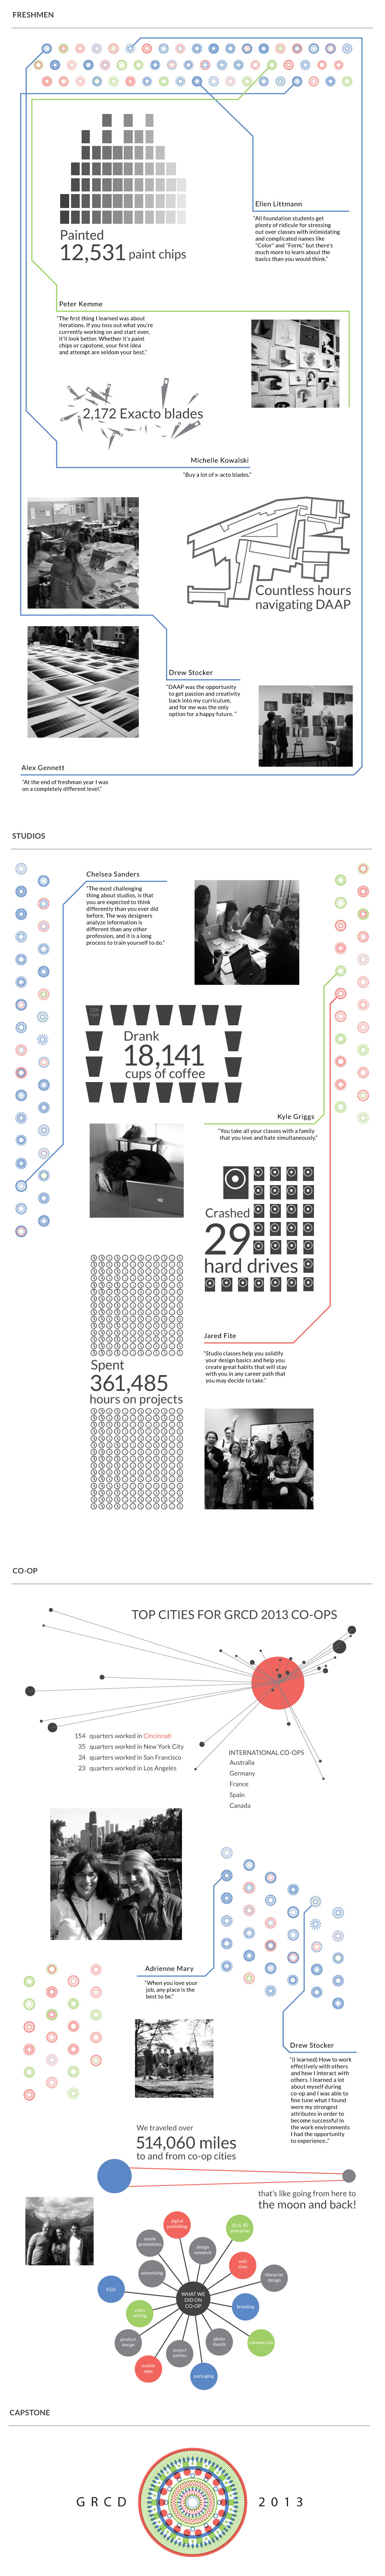 FRESHMEN
Ellen Littmann
"All foundation students get
plenty of ridicule for stressing
out over classes with intimidating
and complicated names like
"Color" and "Form," but there's
much more to learn about the
basics than you would think."
Painted
12,531 paint chips
Peter Kemme
"The first thing I learned was about
iterations. If you toss out what you're
currently working on and start over,
it'll look better. Whether it's paint
chips or capstone, your first idea
and attempt are seldom your best."
2,172 Exacto blades
Michelle Kowalski
"Buy a lot of x-acto blades."
Countless hours
navigating DAAP
Drew Stocker
"DAAP was the opportunity
to get passion and creativity
back into my curriculum,
and for me was the only
option for a happy future. "
Alex Gennett
"At the end of freshman year I was
on a completely different level."
STUDIOS
Chelsea Sanders
"The most challenging
thing about studios, is that
you are expected to think
differently than you ever did
before. The way designers
analyze information is
different than any other
profession, and it is a long
process to train yourself to do."
Drank
18,141
cups of coffee
Kyle Griggs
"You take all your classes with a family
that you love and hate simultaneously."
Crashed
29
hard drives
Spent
361,485
hours on projects
Jared Fite
"Studio classes help you solidify
your design basics and help you
create great habits that will stay
with you in any career path that
you may decide to take."
CO-OP
TOP CITIES FOR GRCD 2013 CO-OPS
154 quarters worked in Cincinnati
35 quarters worked in New York City
24 quarters worked in San Francisco
23 quarters worked in Los Angeles
INTERNATIONAL CO-OPS
Australia
Germany
France
Spain
Canada
Adrienne Mary
"When you love your
job, any place is the
best to be."
Drew Stocker
"(I learned) How to work
effectively with others
and how I interact with
others. I learned a lot
about myself during
co-op and I was able to
fine tune what I found
were my strongest
attributes in order to
become successful in
the work environments
I had the opportunity
to experience.."
We traveled over
514,060 miles
to and from co-op cities
that's like going from here to
the moon and back!
digital
publishing
2D & 3D
animation
movie
promotions
design
research
web
sites
advertising
character
design
EGD
WHAT WE
DID ON
CO-OP
video
editing
branding
product
design
photo
shoots
commercials
project
pitches
mobile
apps
packaging
CAPSTONE
GRCD 2013